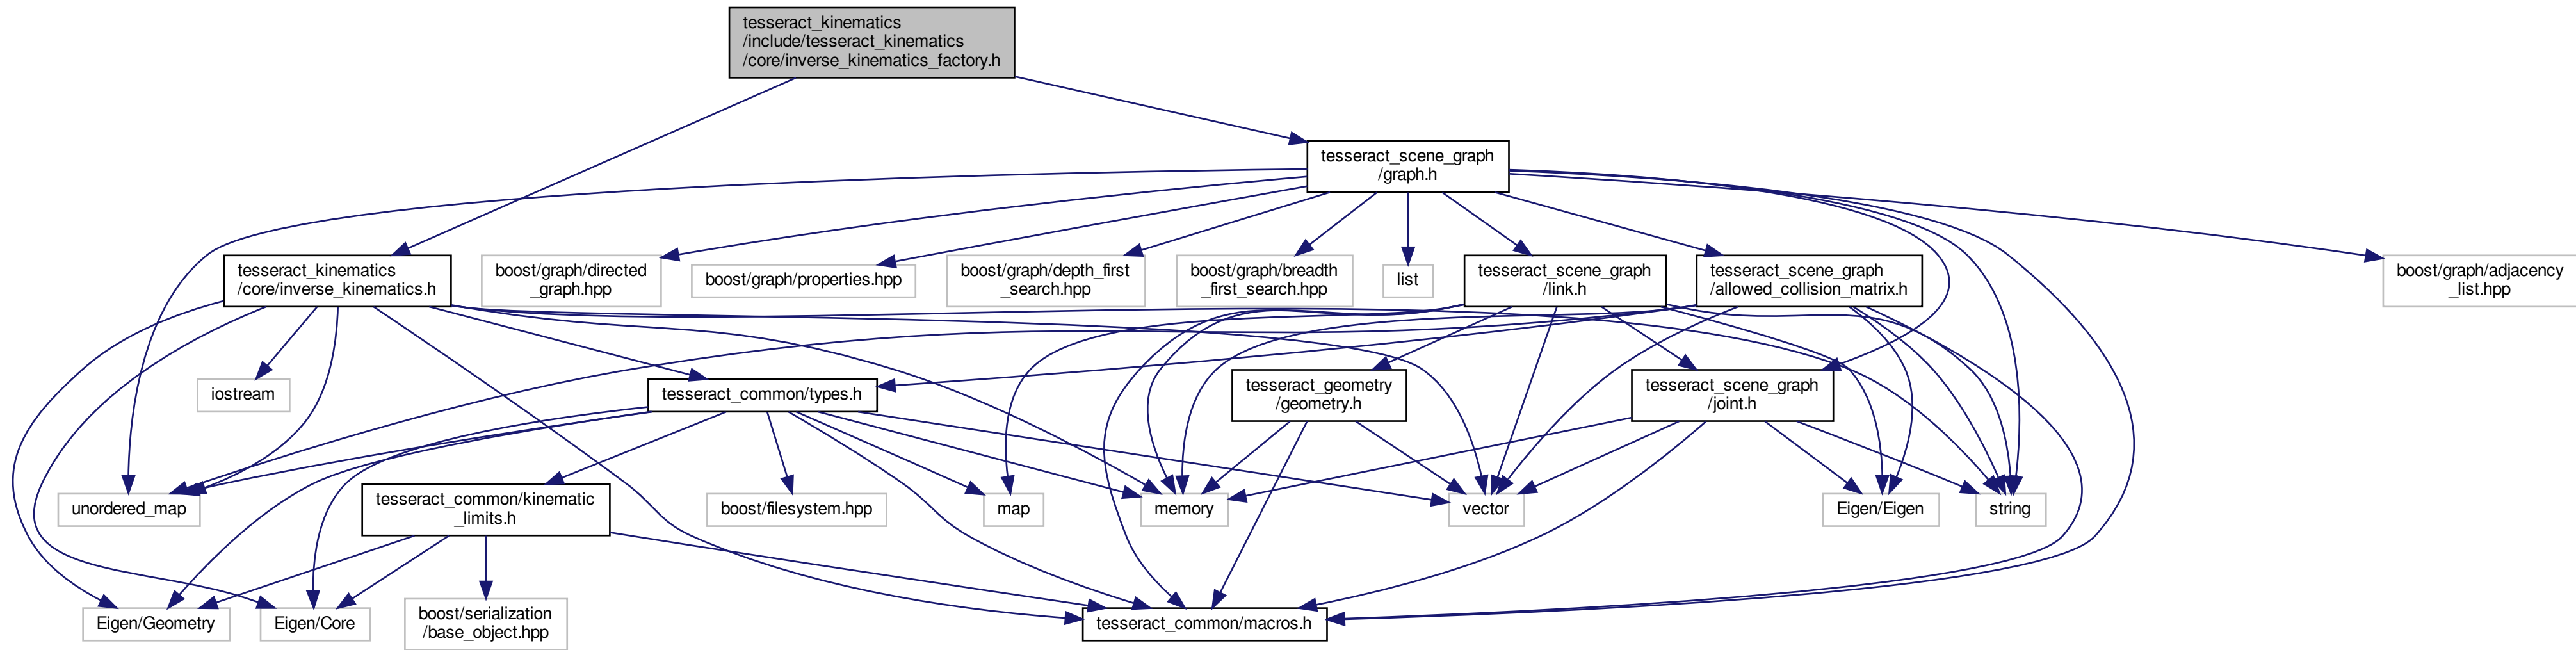 tesseract_kinematics
/include/tesseract_kinematics
/core/inverse_kinematics_factory.h
tesseract_scene_graph
/graph.h
tesseract_kinematics
/core/inverse_kinematics.h
boost/graph/directed
_graph.hpp
boost/graph/properties.hpp
boost/graph/depth_first
_search.hpp
boost/graph/breadth
_first_search.hpp
list
tesseract_scene_graph
/link.h
tesseract_scene_graph
/allowed_collision_matrix.h
boost/graph/adjacency
_list.hpp
iostream
tesseract_common/types.h
tesseract_geometry
/geometry.h
tesseract_scene_graph
/joint.h
unordered_map
tesseract_common/kinematic
_limits.h
boost/filesystem.hpp
map
memory
vector
Eigen/Eigen
string
Eigen/Geometry
Eigen/Core
boost/serialization
/base_object.hpp
tesseract_common/macros.h